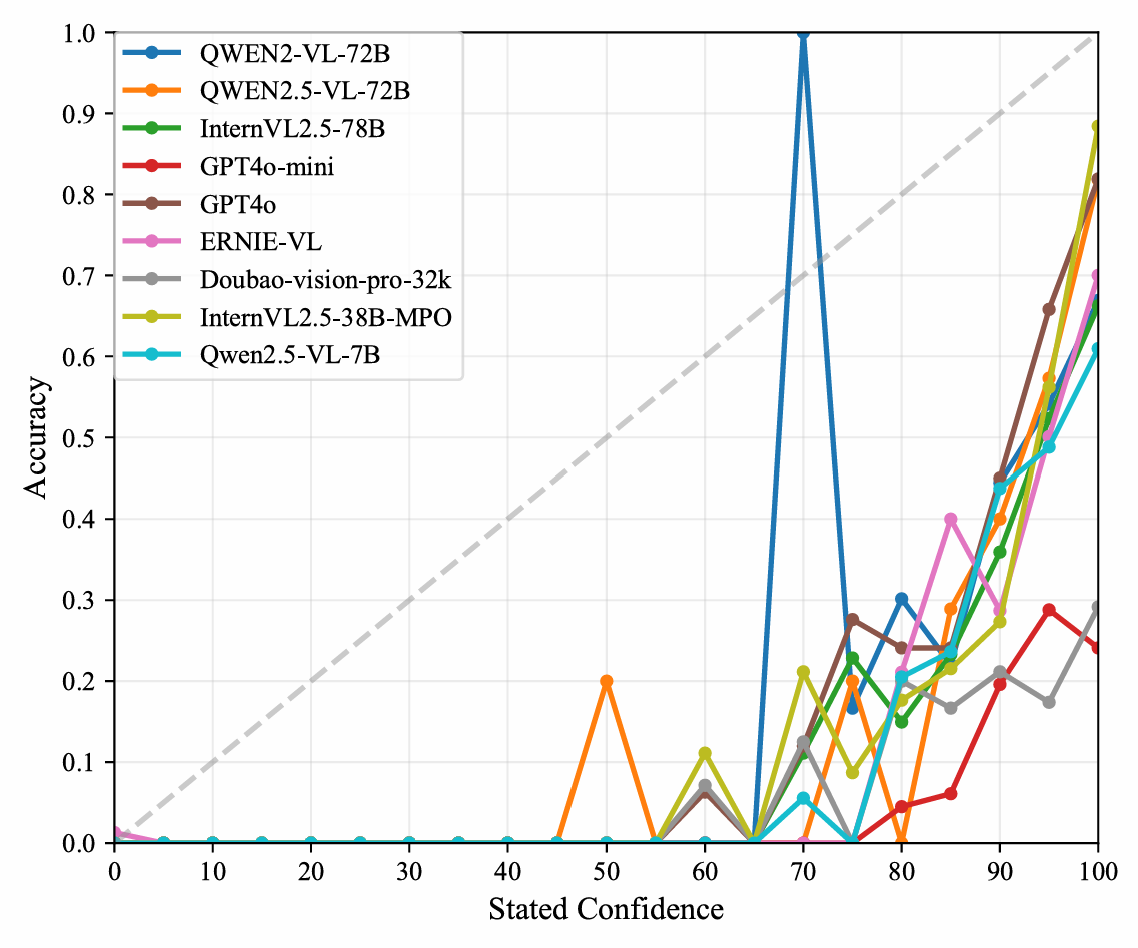 1.0
0.9
0.8
0.7
0.6
0.5
0.4
0.3
0.2
0.1
0.0
Accuracy
QWEN2-VL-72B
QWEN2.5-VL-72B
InternVL2.5-78B
GPT4o-mini
GPT4o
ERNIE-VL
Doubao-vision-pro-32k
InternVL2.5-38B-MPO
Qwen2.5-VL-7B
0 10 20 30 40 50 60 70 80 90 100
Stated Confidence